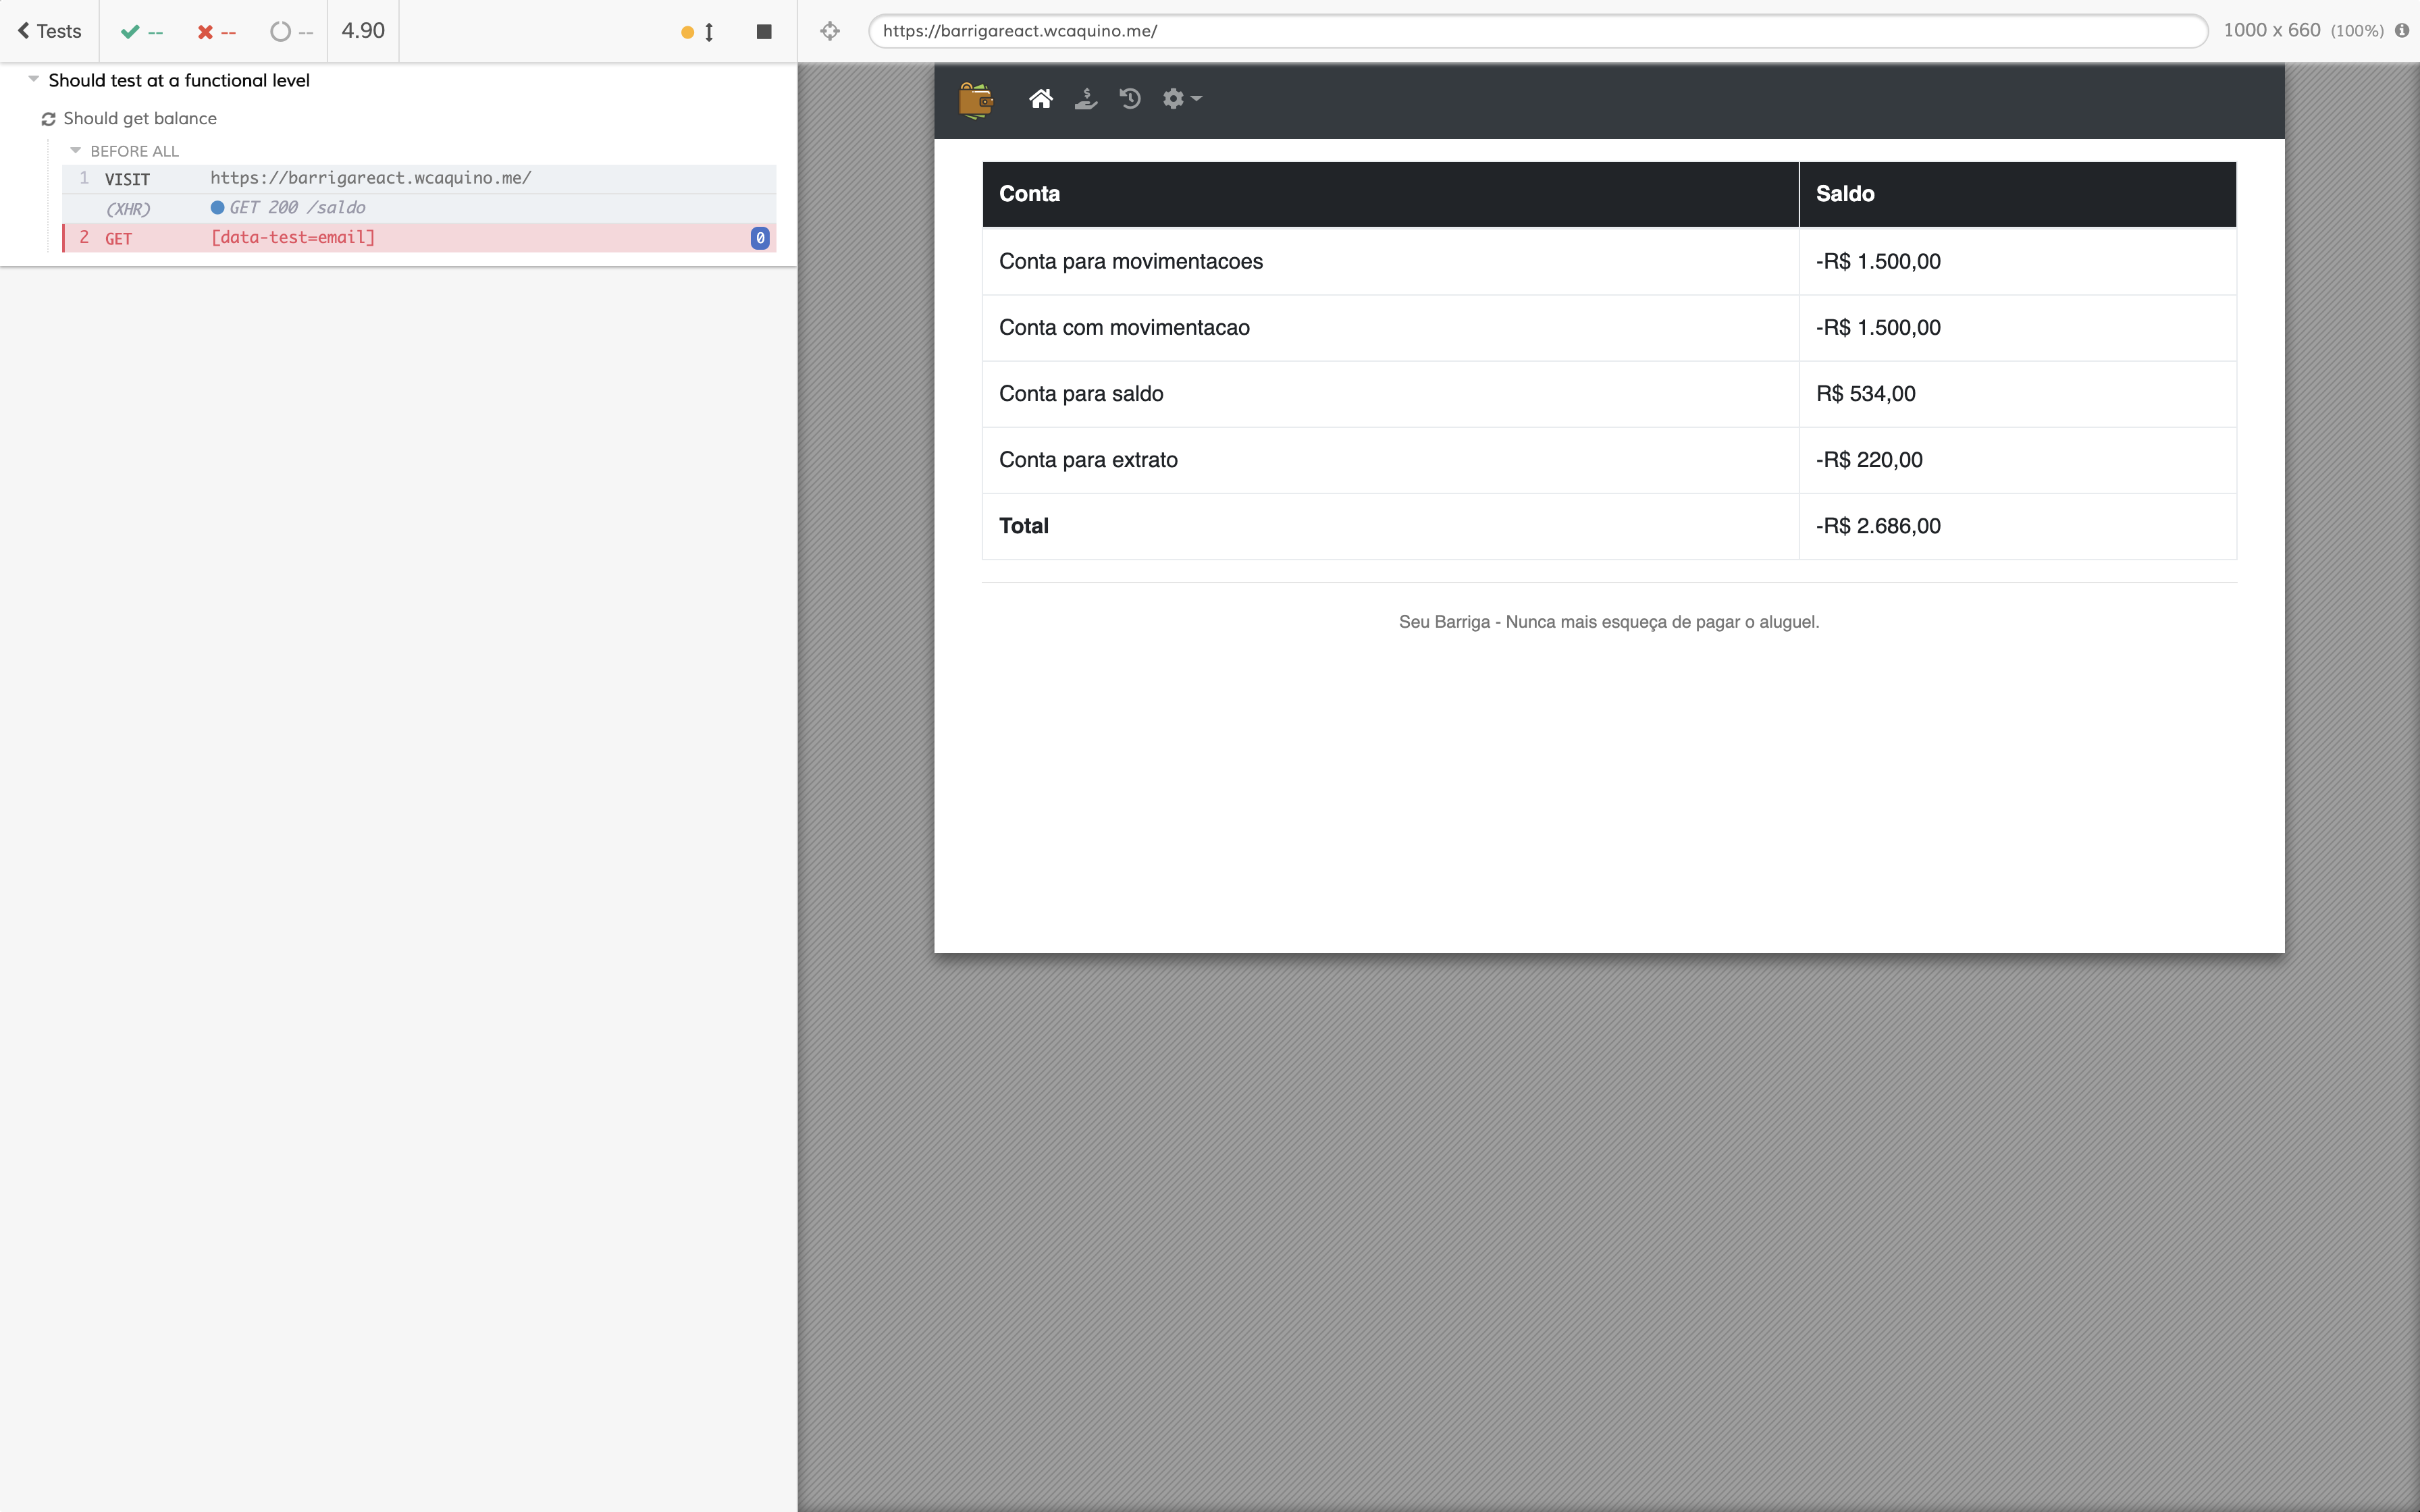 Tests -- -- -- 4.90 https://barrigareact.wcaquino.me/ 1000 x 660 (100%)
Should test at a functional level
Should get balance
BEFORE ALL
1 VISIT https://barrigareact.wcaquino.me/
(XHR) GET 200 /saldo
2 GET [data-test=email] 0
Conta Saldo
Conta para movimentacoes -R$ 1.500,00
Conta com movimentacao -R$ 1.500,00
Conta para saldo R$ 534,00
Conta para extrato -R$ 220,00
Total -R$ 2.686,00
Seu Barriga - Nunca mais esqueça de pagar o aluguel.